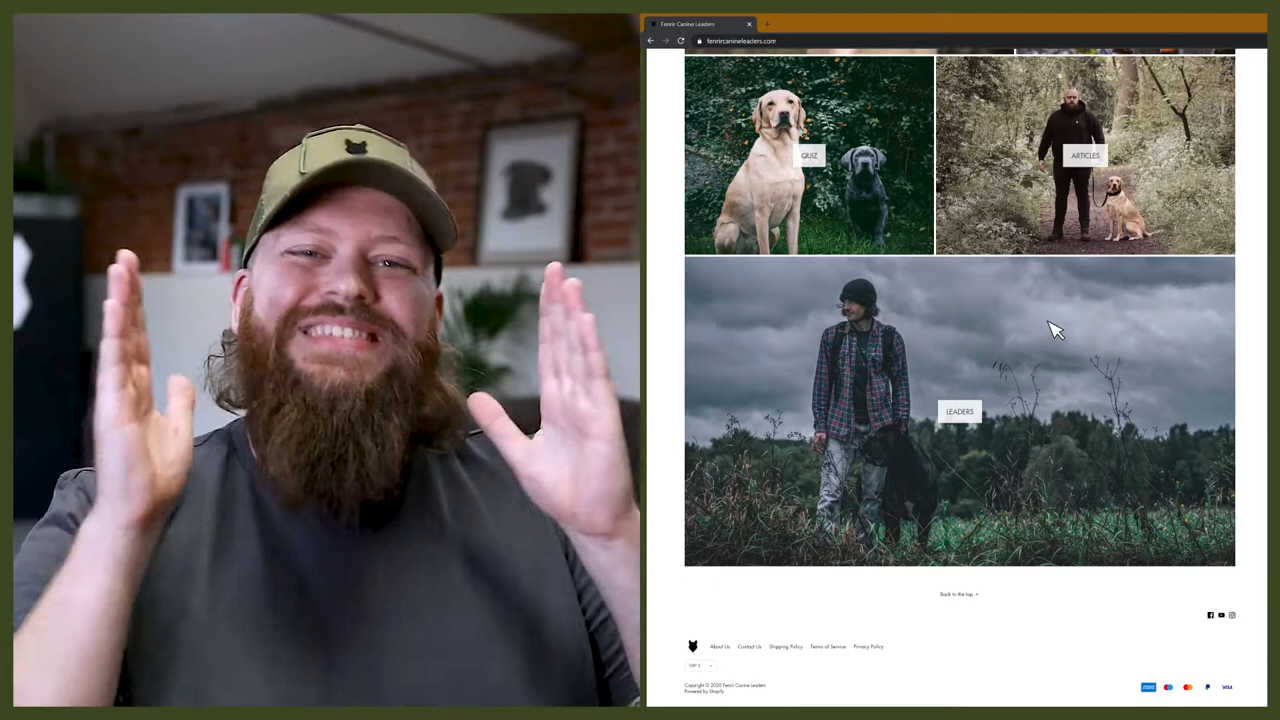 Fenrir Canine Leaders
fenrircanineleaders.com
QUIZ
ARTICLES
LEADERS
Back to the top
About Us Contact Us Shipping Policy Terms of Service Privacy Policy
Copyright © 2020 Fenrir Canine Leaders
Powered by Shopify
VISA